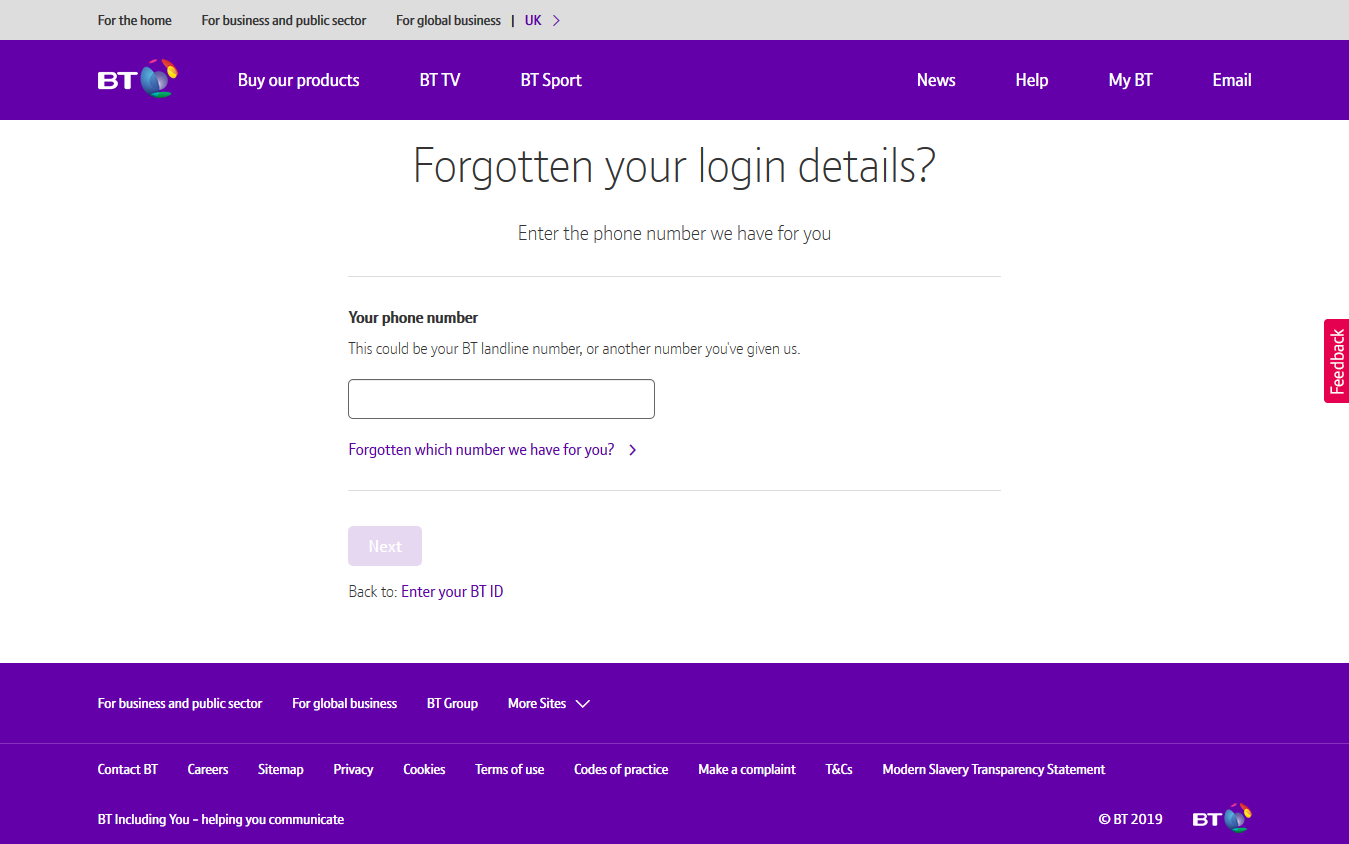 For the home For business and public sector For global business | UK
BT Buy our products BT TV BT Sport News Help My BT Email
Forgotten your login details?
Enter the phone number we have for you
Your phone number
This could be your BT landline number, or another number you've given us.
Feedback
Forgotten which number we have for you?
Next
Back to: Enter your BT ID
For business and public sector For global business BT Group More Sites
Contact BT Careers Sitemap Privacy Cookies Terms of use Codes of practice Make a complaint T&Cs Modern Slavery Transparency Statement
BT Including You - helping you communicate © BT 2019 BT